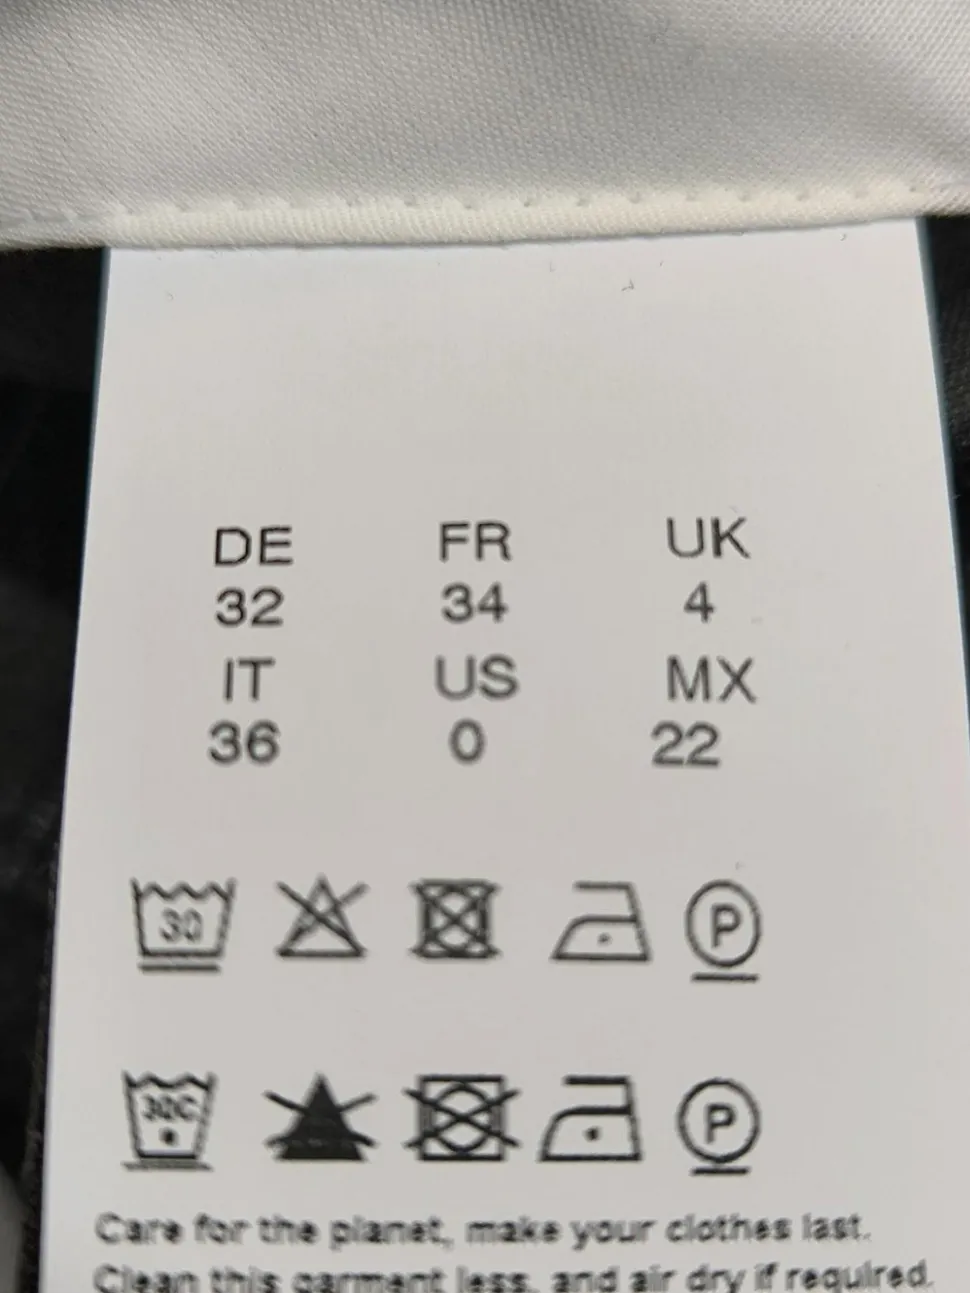 DE FR UK
32 34 4
IT US MX
36 0 22
30 P
30C P
Care for the planet, make your clothes last.
Clean this garment less, and air dry if required.